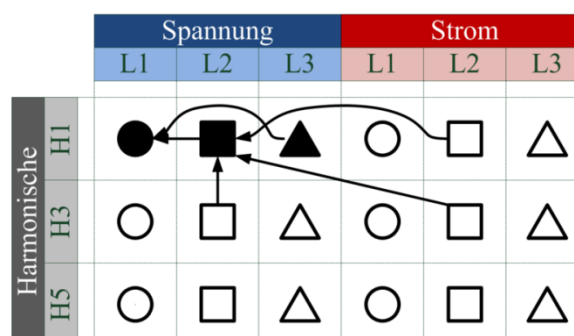 Spannung Strom
L1 L2 L3 L1 L2 L3
Harmonische
H1
H3
H5